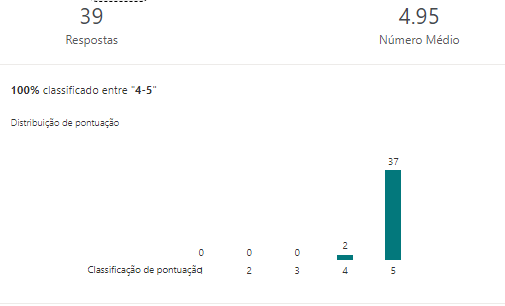 39
Respostas
4.95
Número Médio
100% classificado entre "4-5"
Distribuição de pontuação
37
0 0 0 2
Classificação de pontuação 2 3 4 5